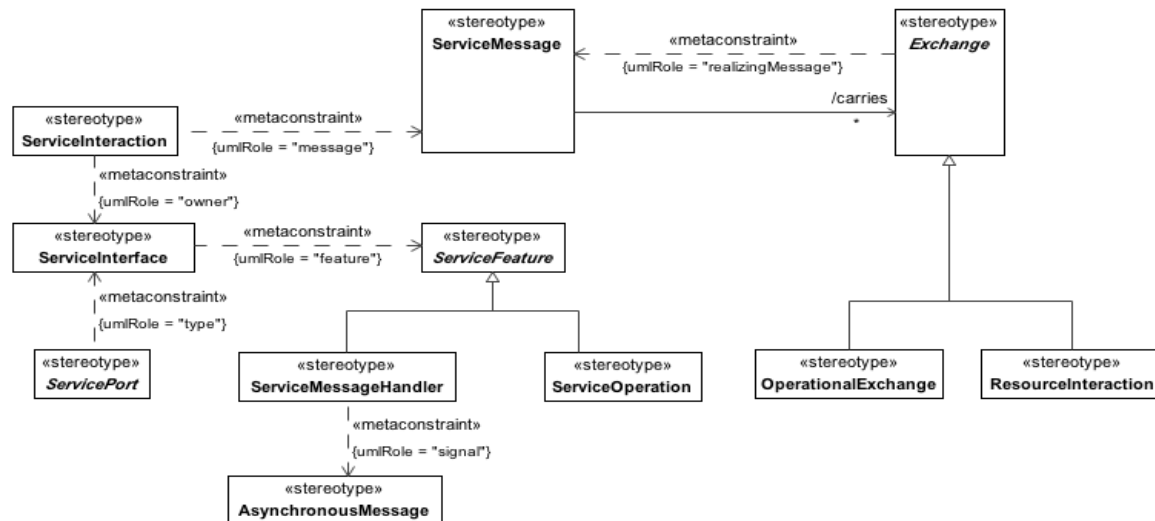 «stereotype»
ServiceMessage
«stereotype»
Exchange
«metaconstraint»
{umlRole = "realizingMessage"}
/carries
*
«stereotype»
ServiceInteraction
«metaconstraint»
{umlRole = "message"}
«metaconstraint»
{umlRole = "owner"}
«stereotype»
ServiceInterface
«metaconstraint»
{umlRole = "feature"}
«stereotype»
ServiceFeature
«metaconstraint»
{umlRole = "type"}
«stereotype»
ServicePort
«stereotype»
ServiceMessageHandler
«stereotype»
ServiceOperation
«stereotype»
OperationalExchange
«stereotype»
ResourceInteraction
«metaconstraint»
{umlRole = "signal"}
«stereotype»
AsynchronousMessage